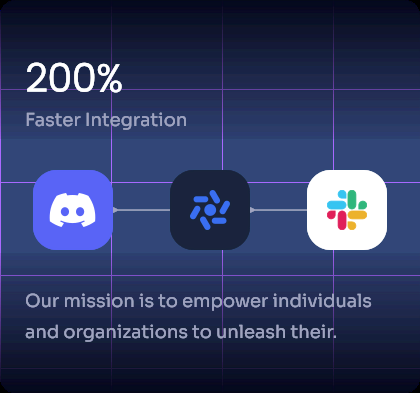 200%
Faster Integration
Our mission is to empower individuals
and organizations to unleash their.